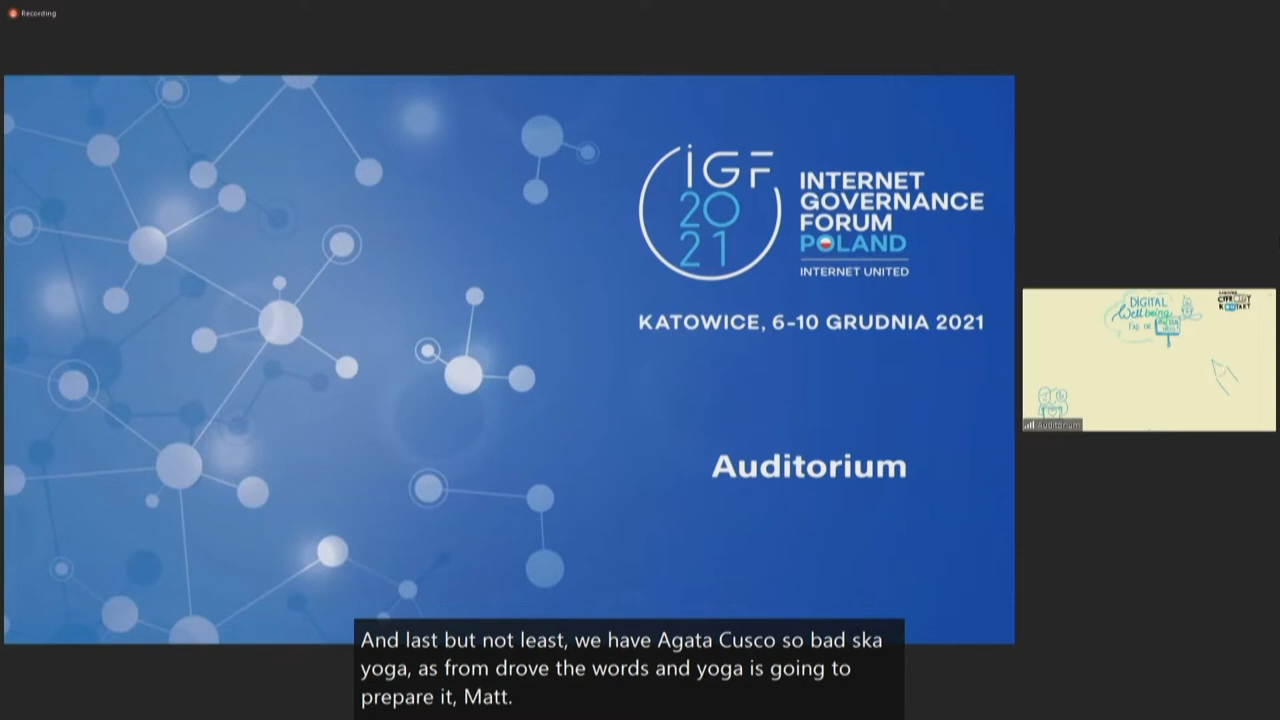 Recording
IGF
20
21
INTERNET
GOVERNANCE
FORUM
POLAND
INTERNET UNITED
KATOWICE, 6-10 GRUDNIA 2021
Auditorium
DIGITAL
Wellbeing
Auditorium
And last but not least, we have Agata Cusco so bad ska
yoga, as from drove the words and yoga is going to
prepare it, Matt.